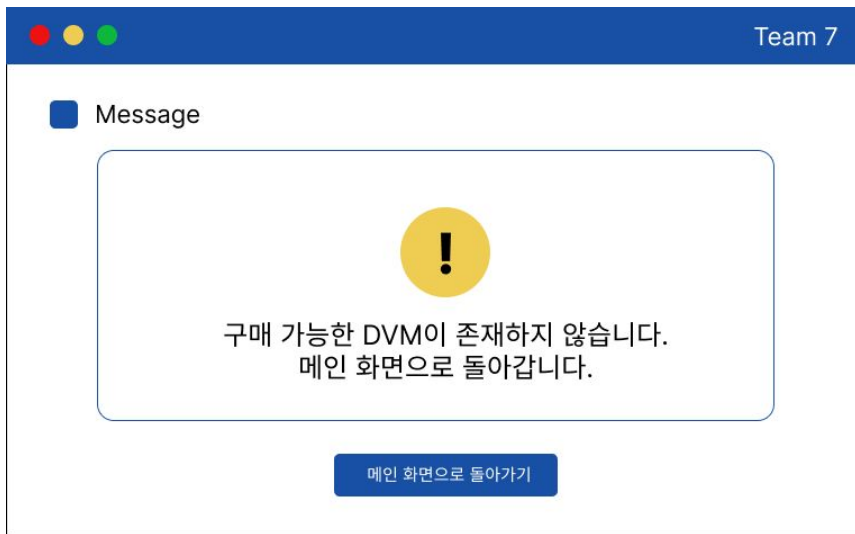 Team 7
Message
!
구매 가능한 DVM이 존재하지 않습니다.
메인 화면으로 돌아갑니다.
메인 화면으로 돌아가기